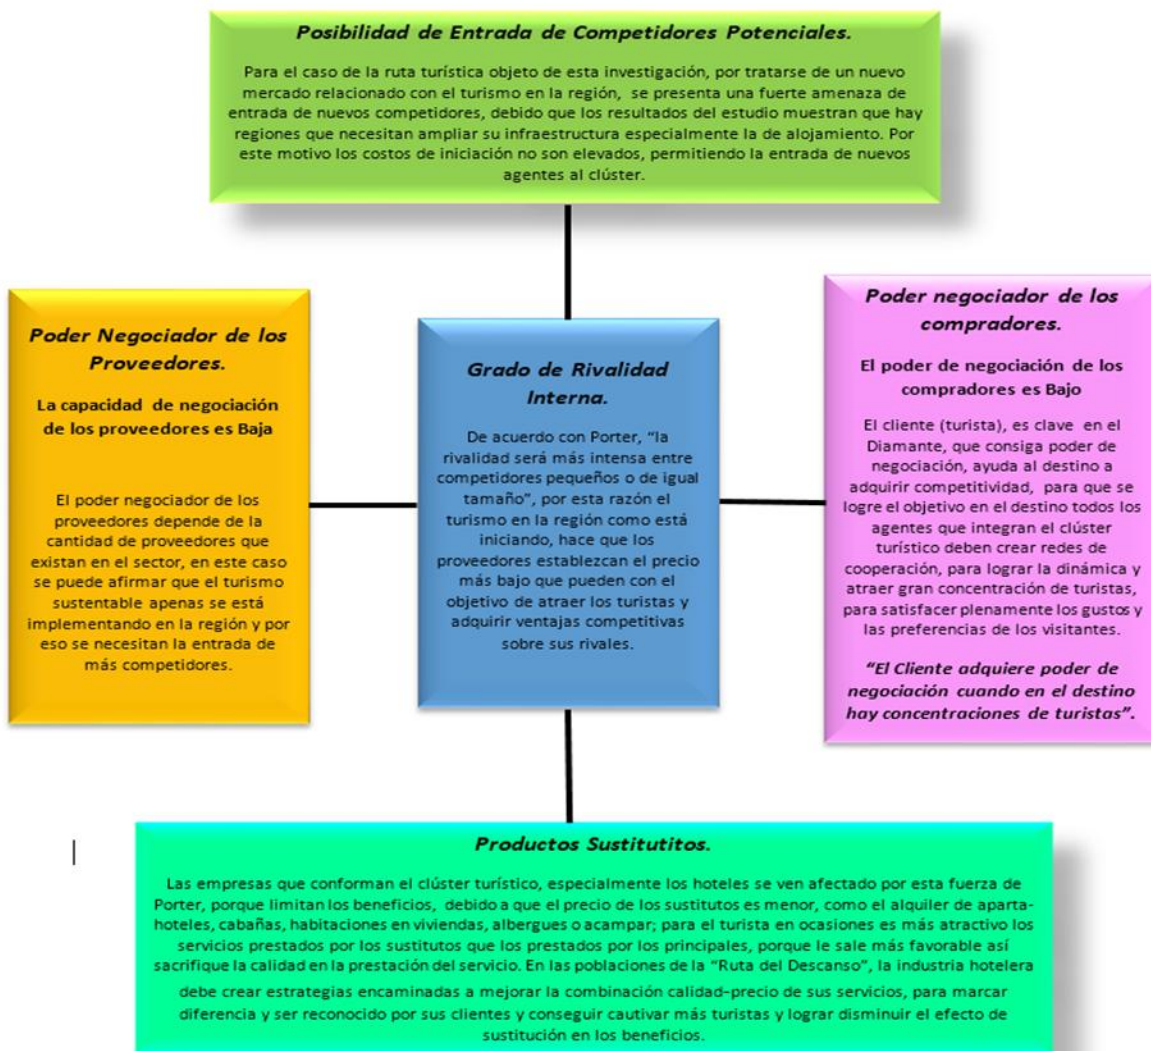 Posibilidad de Entrada de Competidores Potenciales.
Para el caso de la ruta turística objeto de esta investigación, por tratarse de un nuevo
mercado relacionado con el turismo en la región, se presenta una fuerte amenaza de
entrada de nuevos competidores, debido que los resultados del estudio muestran que hay
regiones que necesitan ampliar su infraestructura especialmente la de alojamiento. Por
este motivo los costos de iniciación no son elevados, permitiendo la entrada de nuevos
agentes al clúster.
Poder Negociador de los
Proveedores.
La capacidad de negociación
de los proveedores es Baja
El poder negociador de los
proveedores depende de la
cantidad de proveedores que
existan en el sector, en este caso
se puede afirmar que el turismo
sustentable apenas se está
implementando en la región y por
eso se necesitan la entrada de
más competidores.
Grado de Rivalidad
Interna.
De acuerdo con Porter, “la
rivalidad será más intensa entre
competidores pequeños o de igual
tamaño”, por esta razón el
turismo en la región como está
iniciando, hace que los
proveedores establezcan el precio
más bajo que pueden con el
objetivo de atraer los turistas y
adquirir ventajas competitivas
sobre sus rivales.
Poder negociador de los
compradores.
El poder de negociación de los
compradores es Bajo
El cliente (turista), es clave en el
Diamante, que consiga poder de
negociación, ayuda al destino a
adquirir competitividad, para que se
logre el objetivo en el destino todos los
agentes que integran el clúster
turístico deben crear redes de
cooperación, para lograr la dinámica y
atraer gran concentración de turistas,
para satisfacer plenamente los gustos y
las preferencias de los visitantes.
“El Cliente adquiere poder de
negociación cuando en el destino
hay concentraciones de turistas”.
Productos Sustitutitos.
Las empresas que conforman el clúster turístico, especialmente los hoteles se ven afectado por esta fuerza de
Porter, porque limitan los beneficios, debido a que el precio de los sustitutos es menor, como el alquiler de aparta-
hoteles, cabañas, habitaciones en viviendas, albergues o acampar; para el turista en ocasiones es más atractivo los
servicios prestados por los sustitutos que los prestados por los principales, porque le sale más favorable así
sacrifique la calidad en la prestación del servicio. En las poblaciones de la “Ruta del Descanso”, la industria hotelera
debe crear estrategias encaminadas a mejorar la combinación calidad–precio de sus servicios, para marcar
diferencia y ser reconocido por sus clientes y conseguir cautivar más turistas y lograr disminuir el efecto de
sustitución en los beneficios.